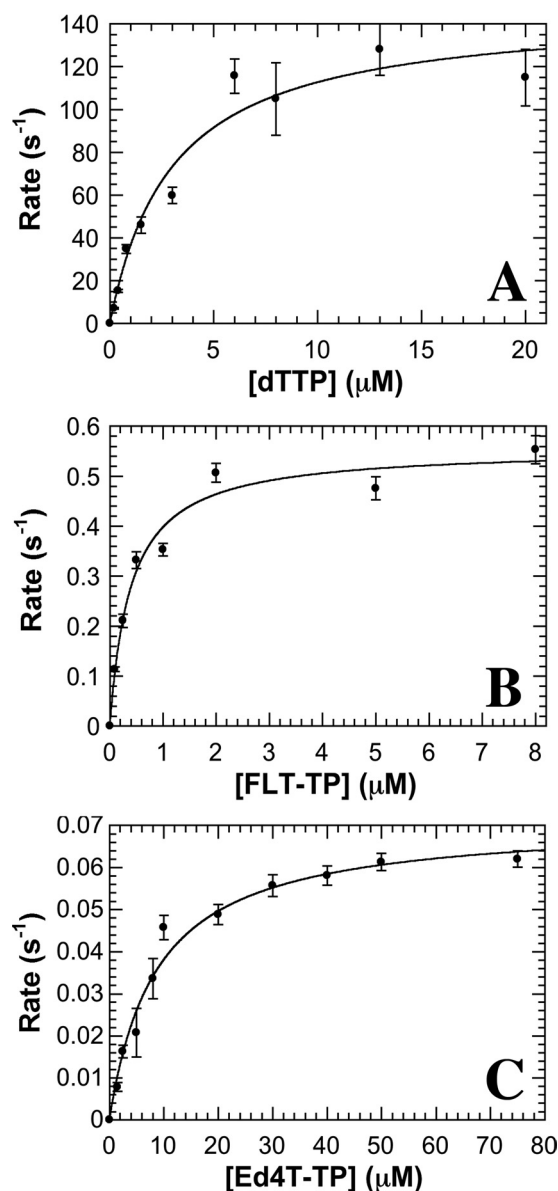 140
120
100
80
60
40
20
0
Rate (s⁻¹)
A
0 5 10 15 20
[dTTP] (μM)
0.6
0.5
0.4
0.3
0.2
0.1
0
Rate (s⁻¹)
B
0 1 2 3 4 5 6 7 8
[FLT-TP] (μM)
0.07
0.06
0.05
0.04
0.03
0.02
0.01
0
Rate (s⁻¹)
C
0 10 20 30 40 50 60 70 80
[Ed4T-TP] (μM)